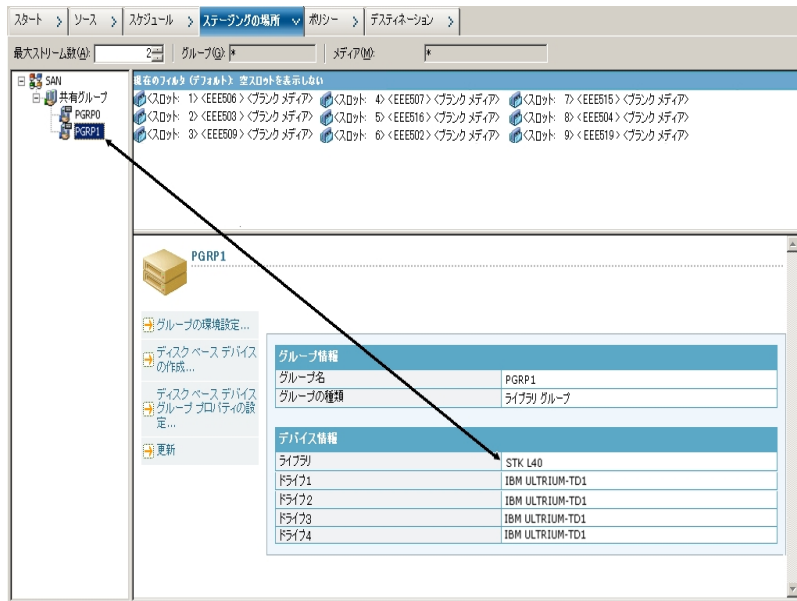 スタート > ソース > スケジュール > ステージングの場所 ∨ ポリシー > デスティネーション >
最大ストリーム数(A): 2 グループ(G): * メディア(M): *
SAN
共有グループ
PGRP0
PGRP1
現在のフィルタ (デフォルト): 空スロットを表示しない
<スロット: 1> <EEE506> <ブランク メディア> <スロット: 4> <EEE507> <ブランク メディア> <スロット: 7> <EEE515> <ブランク メディア>
<スロット: 2> <EEE503> <ブランク メディア> <スロット: 5> <EEE516> <ブランク メディア> <スロット: 8> <EEE504> <ブランク メディア>
<スロット: 3> <EEE509> <ブランク メディア> <スロット: 6> <EEE502> <ブランク メディア> <スロット: 9> <EEE519> <ブランク メディア>
PGRP1
グループの環境設定...
ディスク ベース デバイス
の作成...
ディスク ベース デバイス
グループ プロパティの設
定...
更新
グループ情報
グループ名 PGRP1
グループの種類 ライブラリ グループ
デバイス情報
ライブラリ STK L40
ドライブ1 IBM ULTRIUM-TD1
ドライブ2 IBM ULTRIUM-TD1
ドライブ3 IBM ULTRIUM-TD1
ドライブ4 IBM ULTRIUM-TD1